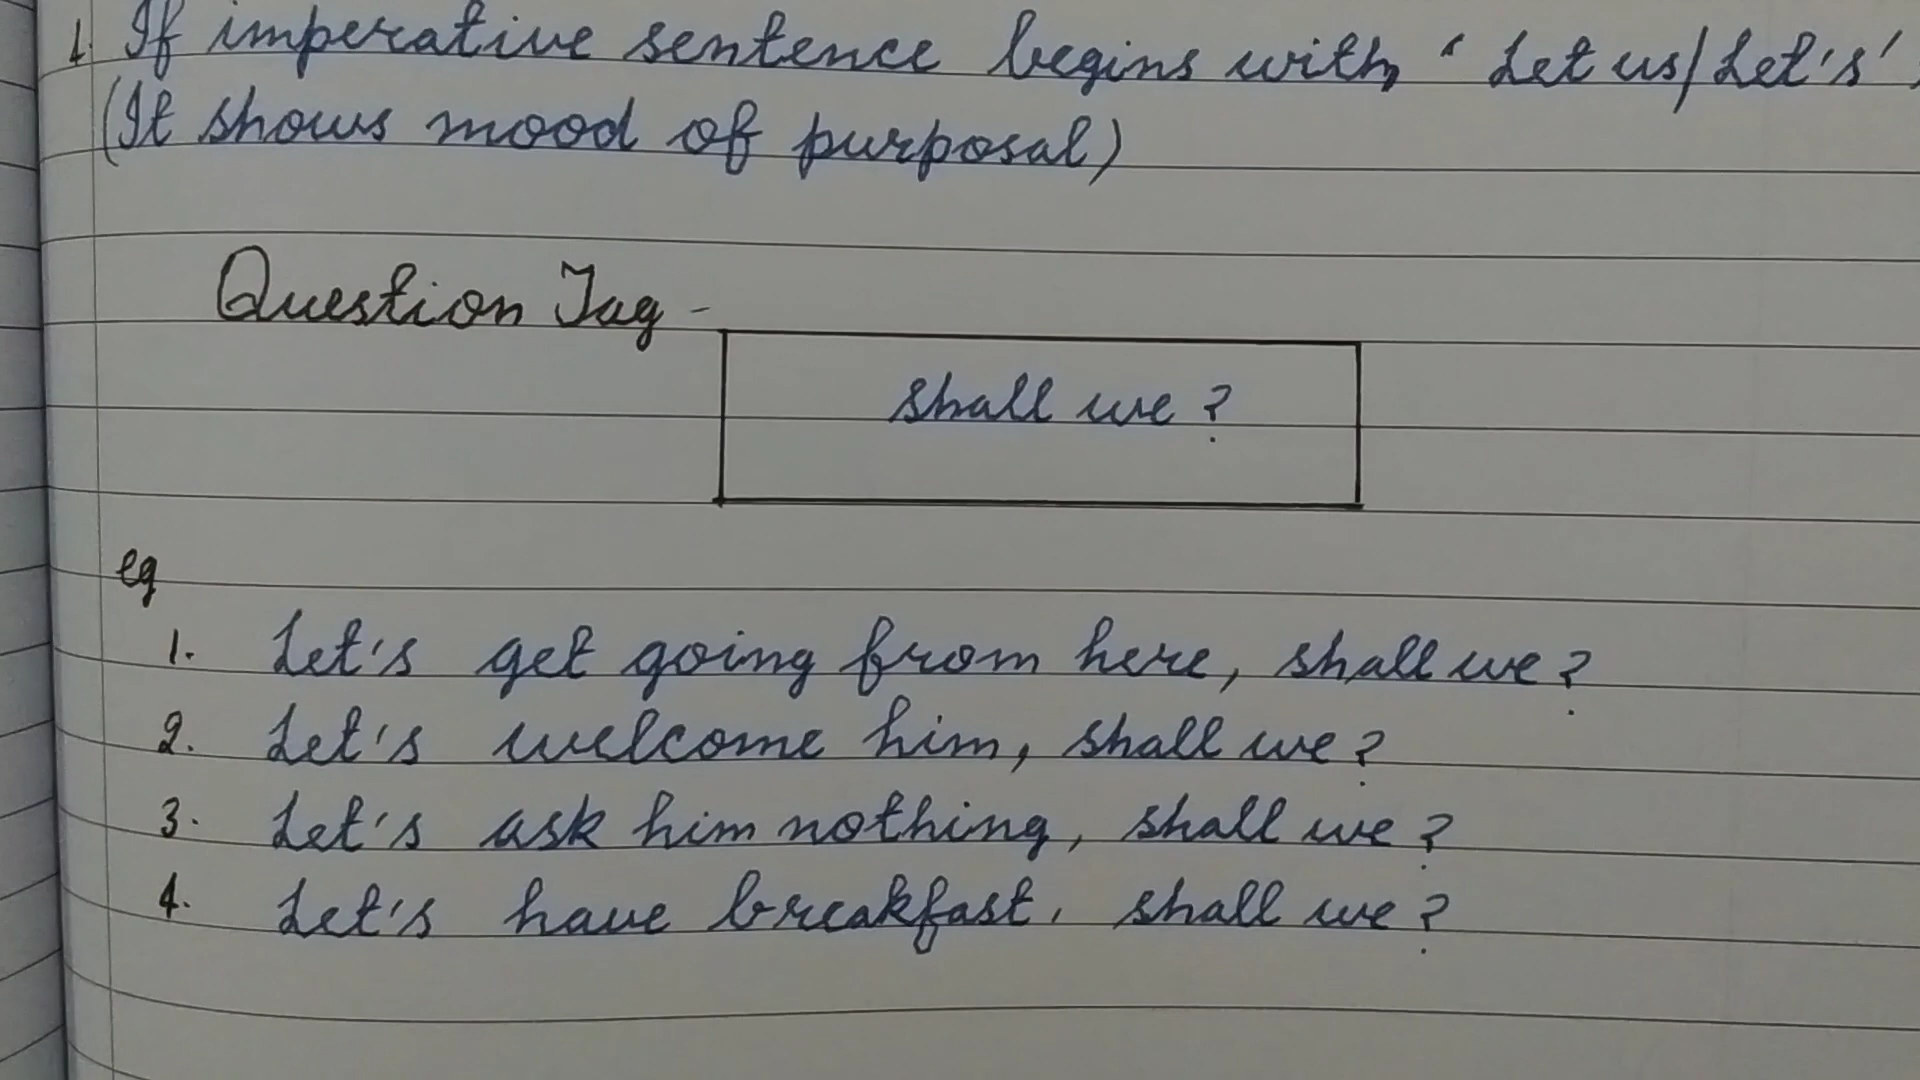 1. If imperative sentence begins with 'Let us/Let's',
(It shows mood of purposal)
Question Tag -
shall we?
eg
1. Let's get going from here, shall we?
2. Let's welcome him, shall we?
3. Let's ask him nothing, shall we?
4. Let's have breakfast, shall we?